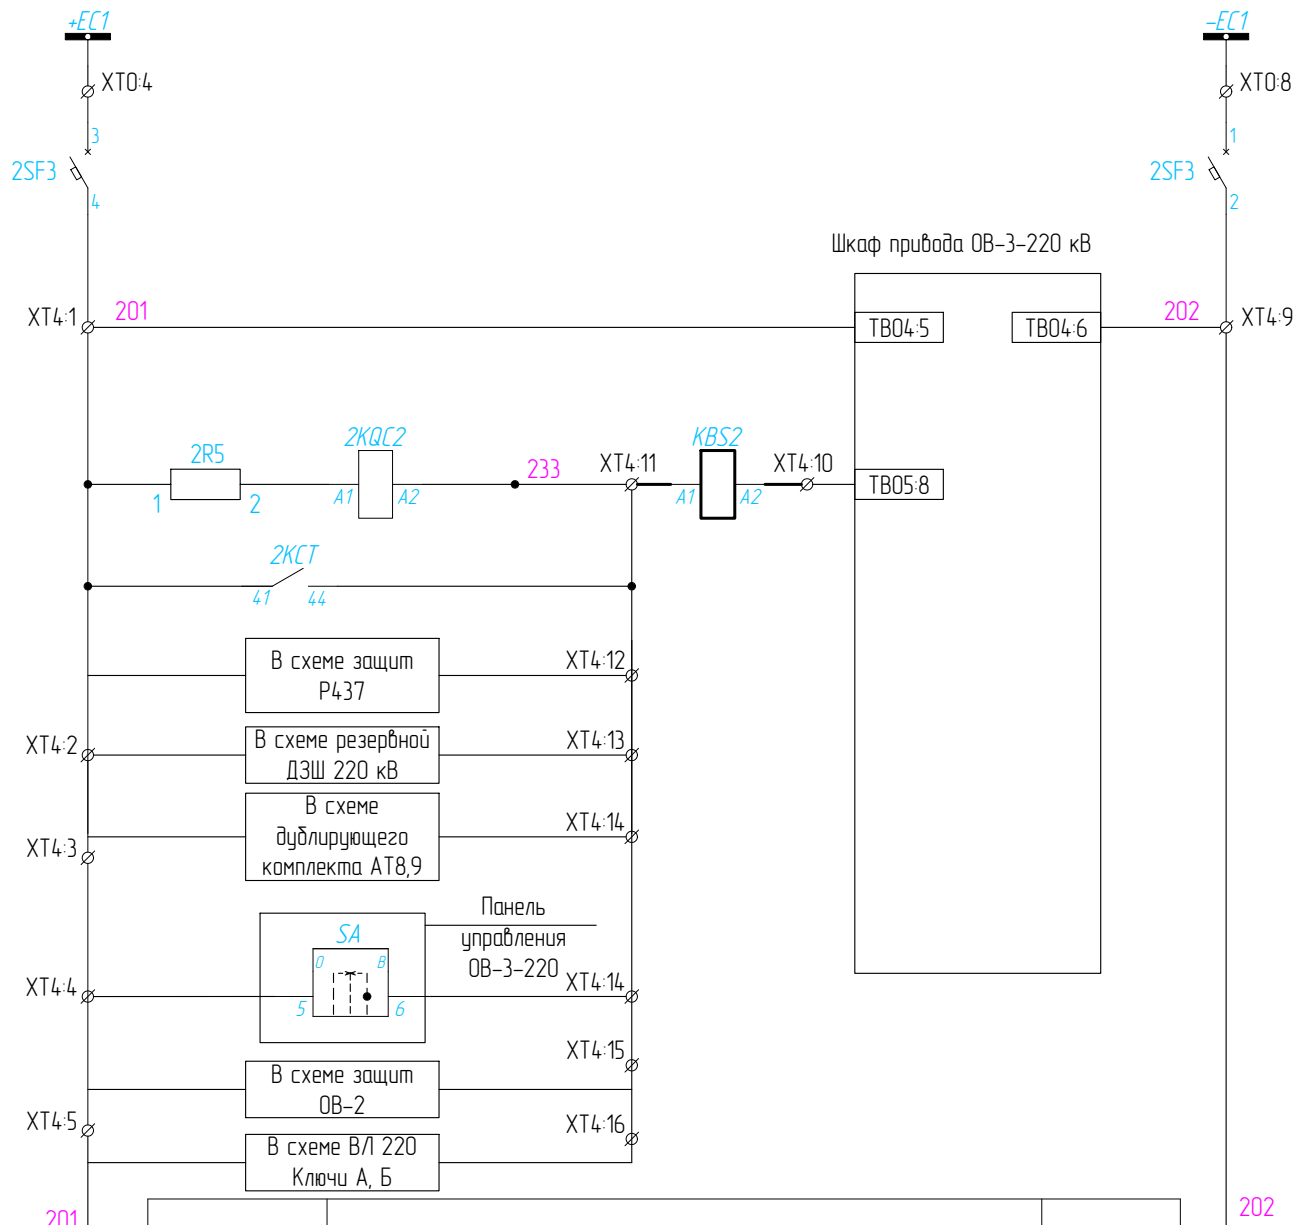 +EC1
-EC1
XT0:4
XT0:8
3
1
2SF3
2SF3
4
2
Шкаф привода ОВ-3-220 кВ
XT4:1
201
TB04:5
TB04:6
202
XT4:9
2R5
2KQC2
233
XT4:11
KBS2
XT4:10
1
2
A1
A2
A1
A2
TB05:8
2KCT
41
44
В схеме защит
Р437
XT4:12
XT4:2
В схеме резервной
ДЗШ 220 кВ
XT4:13
XT4:3
В схеме
дублирующего
комплекта АТ8,9
XT4:14
Панель
управления
ОВ-3-220
SA
О
В
XT4:4
5
6
XT4:14
XT4:15
В схеме защит
ОВ-2
XT4:5
XT4:16
В схеме ВЛ 220
Ключи А, Б
201
202